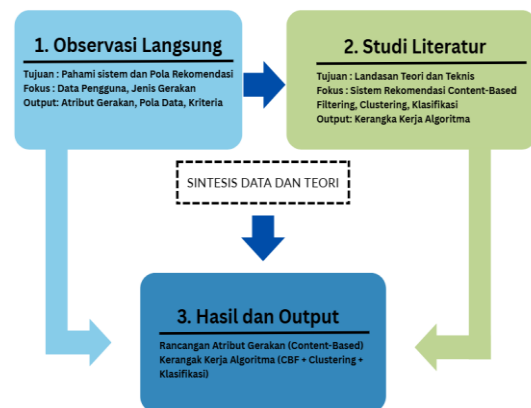 1. Observasi Langsung
Tujuan : Pahami sistem dan Pola Rekomendasi
Fokus : Data Pengguna, Jenis Gerakan
Output: Atribut Gerakan, Pola Data, Kriteria
2. Studi Literatur
Tujuan : Landasan Teori dan Teknis
Fokus : Sistem Rekomendasi Content-Based
Filtering, Clustering, Klasifikasi
Output: Kerangka Kerja Algoritma
SINTESIS DATA DAN TEORI
3. Hasil dan Output
Rancangan Atribut Gerakan (Content-Based)
Kerangak Kerja Algoritma (CBF + Clustering +
Klasifikasi)